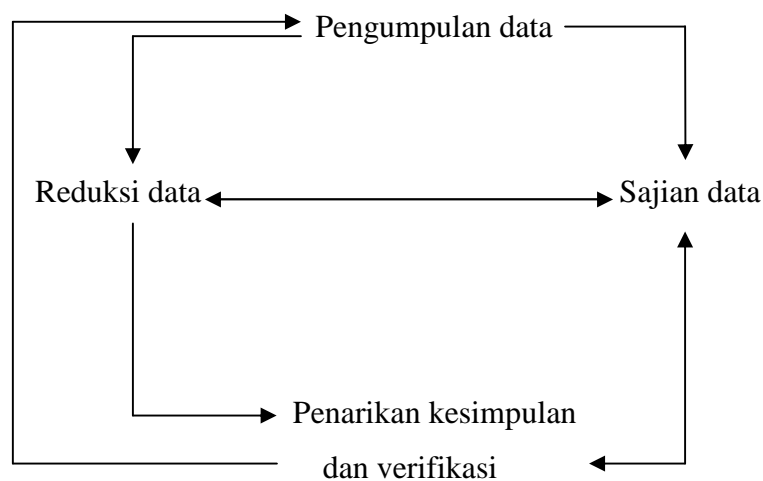 Pengumpulan data
Reduksi data
Sajian data
Penarikan kesimpulan
dan verifikasi